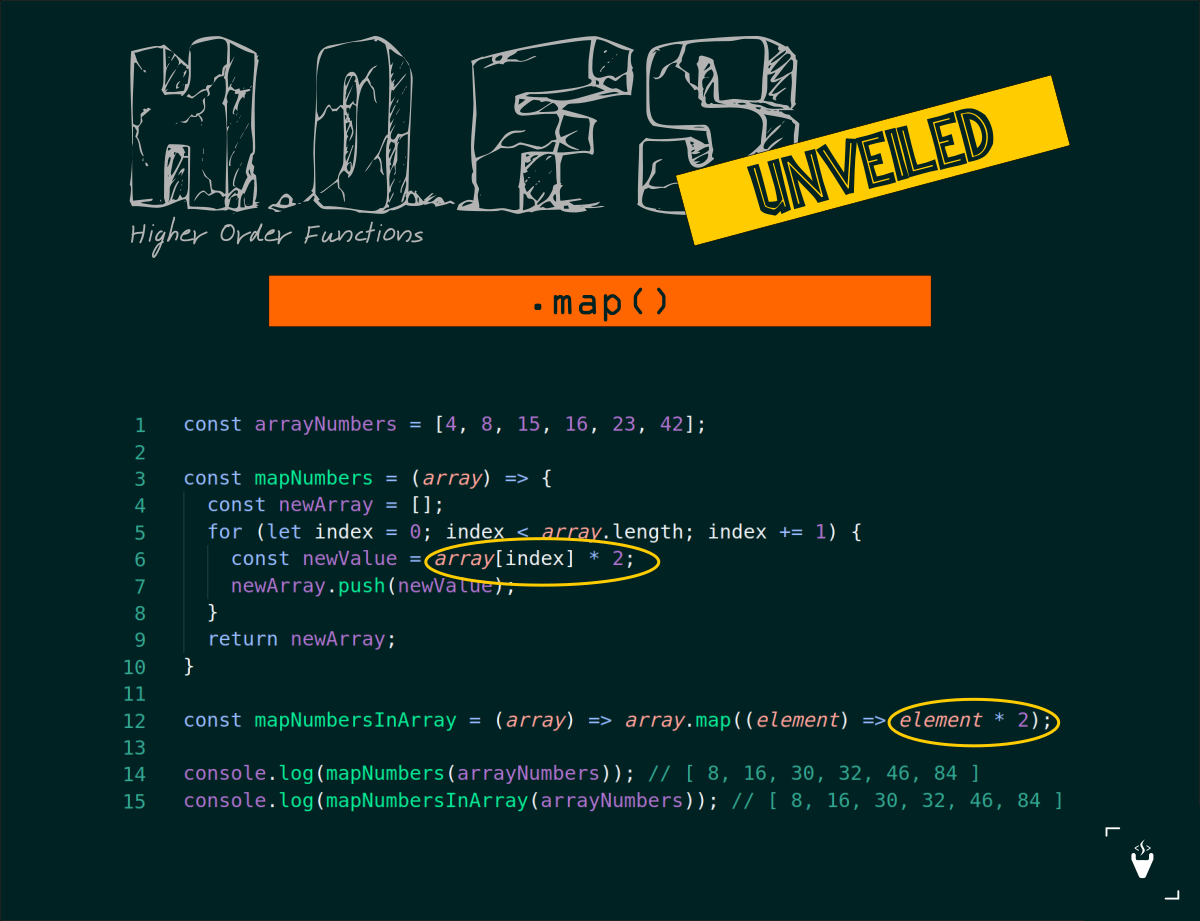 H.O.F.S
UNVEILED
Higher Order Functions
.map()
1 const arrayNumbers = [4, 8, 15, 16, 23, 42];
2
3 const mapNumbers = (array) => {
4   const newArray = [];
5   for (let index = 0; index < array.length; index += 1) {
6     const newValue = array[index] * 2;
7     newArray.push(newValue);
8   }
9   return newArray;
10 }
11
12 const mapNumbersInArray = (array) => array.map((element) => element * 2);
13
14 console.log(mapNumbers(arrayNumbers)); // [ 8, 16, 30, 32, 46, 84 ]
15 console.log(mapNumbersInArray(arrayNumbers)); // [ 8, 16, 30, 32, 46, 84 ]